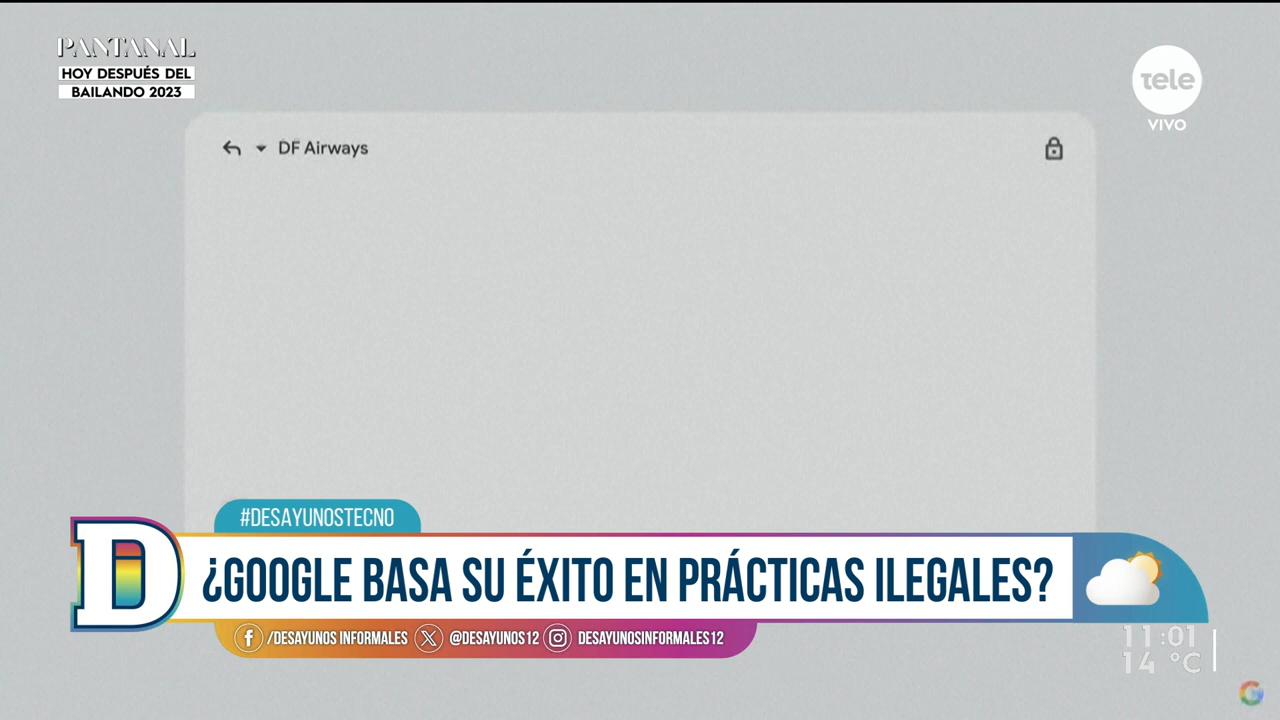 PANTANAL
HOY DESPUÉS DEL
BAILANDO 2023
tele
VIVO
DF Airways
#DESAYUNOSTECNO
D
¿GOOGLE BASA SU ÉXITO EN PRÁCTICAS ILEGALES?
/DESAYUNOS INFORMALES @DESAYUNOS12 DESAYUNOSINFORMALES12
11:01
14 °C
G